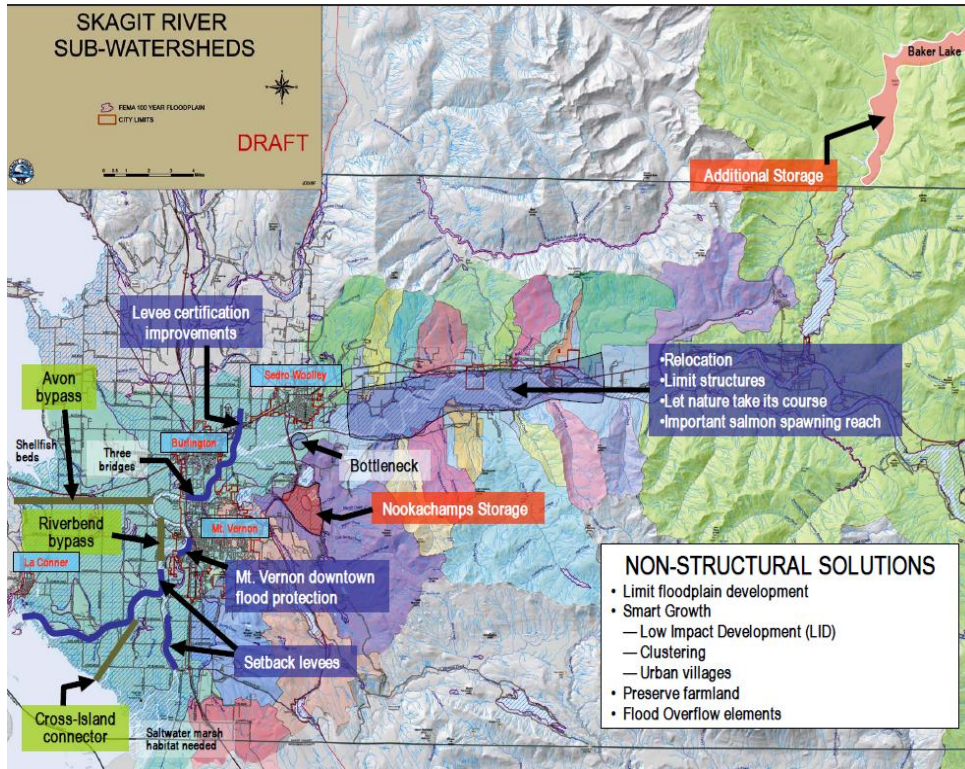 SKAGIT RIVER
SUB-WATERSHEDS
FEMA 100 YEAR FLOODPLAIN
CITY LIMITS
DRAFT
Baker Lake
Additional Storage
Levee certification
improvements
Avon
bypass
Sedro Woolley
•Relocation
•Limit structures
•Let nature take its course
•Important salmon spawning reach
Shellfish
beds
Burlington
Three
bridges
Bottleneck
Nookachamps Storage
Riverbend
bypass
Mt. Vernon
La Conner
Mt. Vernon downtown
flood protection
Setback levees
Cross-Island
connector
Saltwater marsh
habitat needed
NON-STRUCTURAL SOLUTIONS
• Limit floodplain development
• Smart Growth
— Low Impact Development (LID)
— Clustering
— Urban villages
• Preserve farmland
• Flood Overflow elements